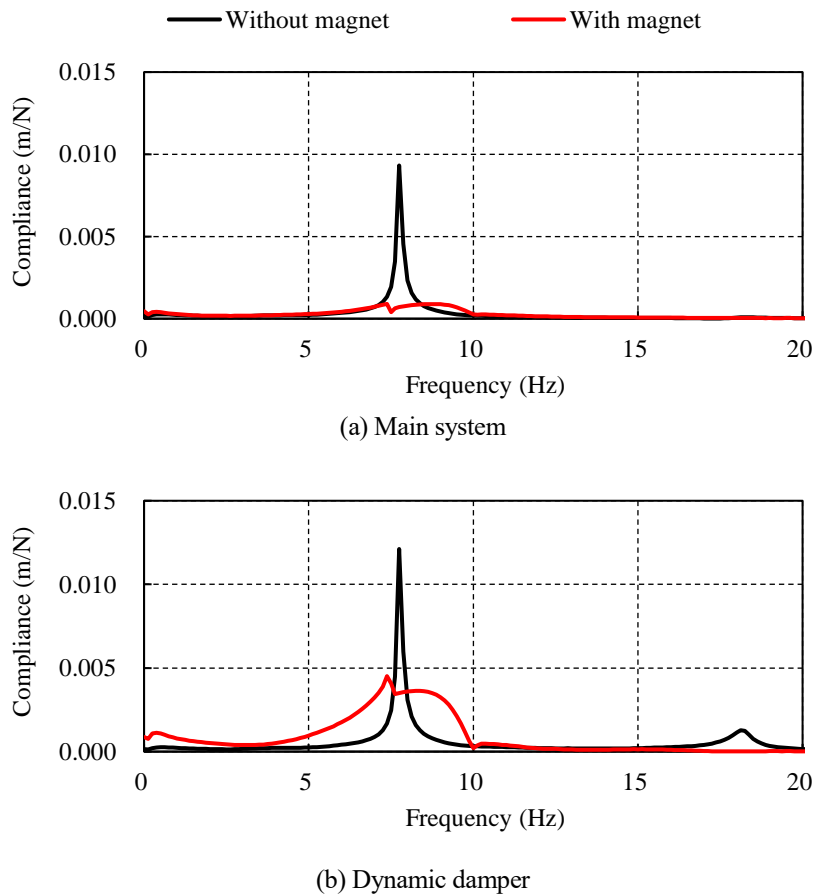 Without magnet With magnet
0.015
0.010
0.005
0.000
Compliance (m/N)
0 5 10 15 20
Frequency (Hz)
(a) Main system
0.015
0.010
0.005
0.000
Compliance (m/N)
0 5 10 15 20
Frequency (Hz)
(b) Dynamic damper